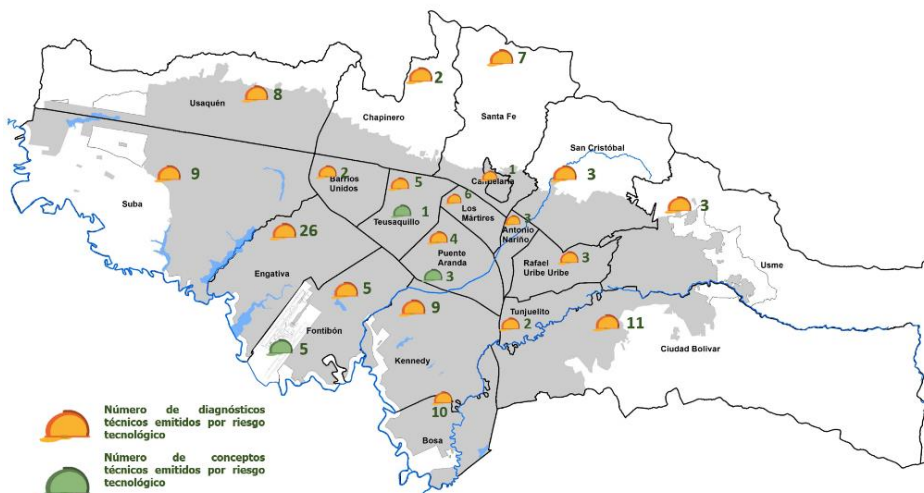 7
2
8
Usaquén
Chapinero
Santa Fe
San Cristóbal
1
2
Candelaria
3
9
Barrios
Unidos
5
6
3
Suba
Los
Mártires
1
3
Teusaquillo
Antonio
Nariño
26
4
Puente
Aranda
Rafael
Uribe Uribe
3
Usme
Engativa
3
5
9
Tunjuelito
2
11
Fontibón
5
Kennedy
Ciudad Bolivar
10
Bosa
Número de diagnósticos
técnicos emitidos por riesgo
tecnológico
Número de conceptos
técnicos emitidos por riesgo
tecnológico